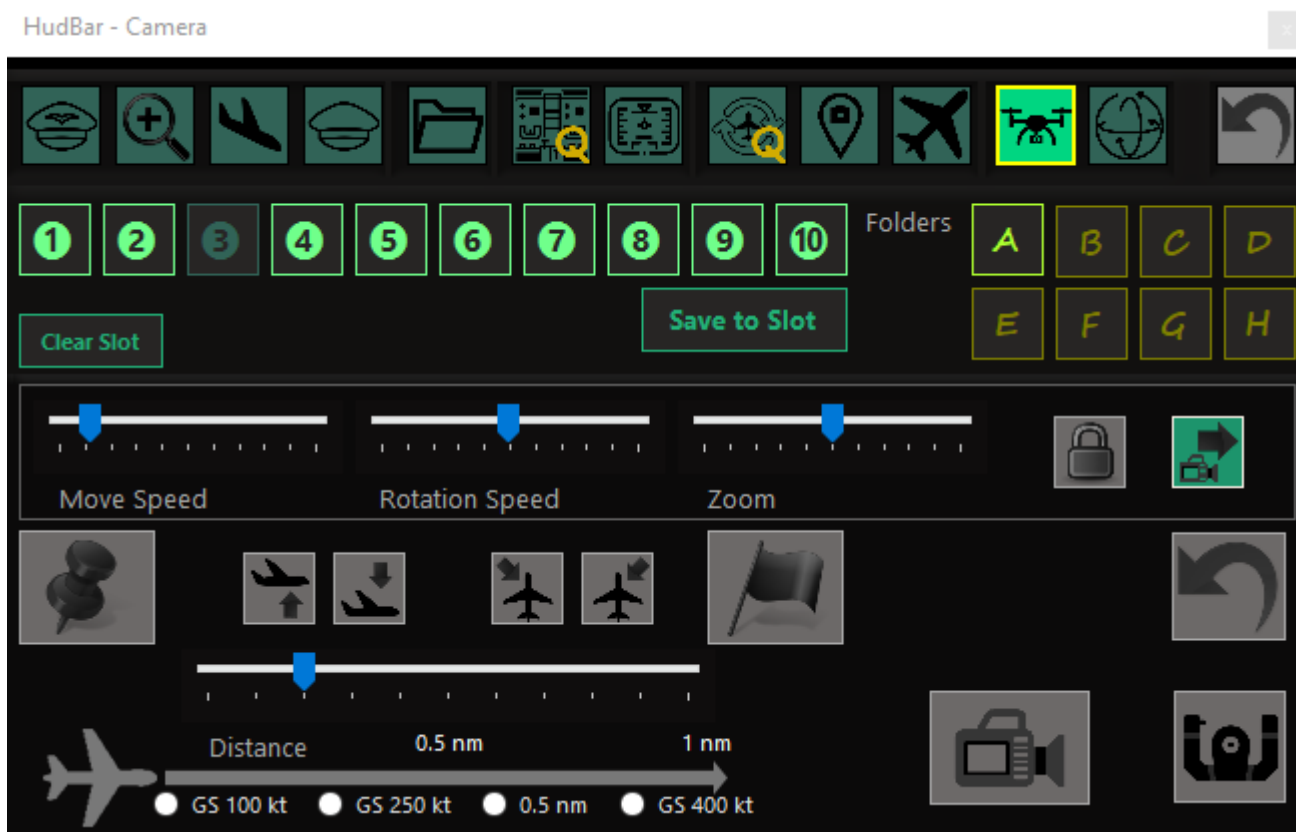 HudBar - Camera
x
Q Q
1 2 3 4 5 6 7 8 9 10 Folders A B C D
Save to Slot E F G H
Clear Slot
Move Speed Rotation Speed Zoom
Distance 0.5 nm 1 nm
GS 100 kt GS 250 kt 0.5 nm GS 400 kt